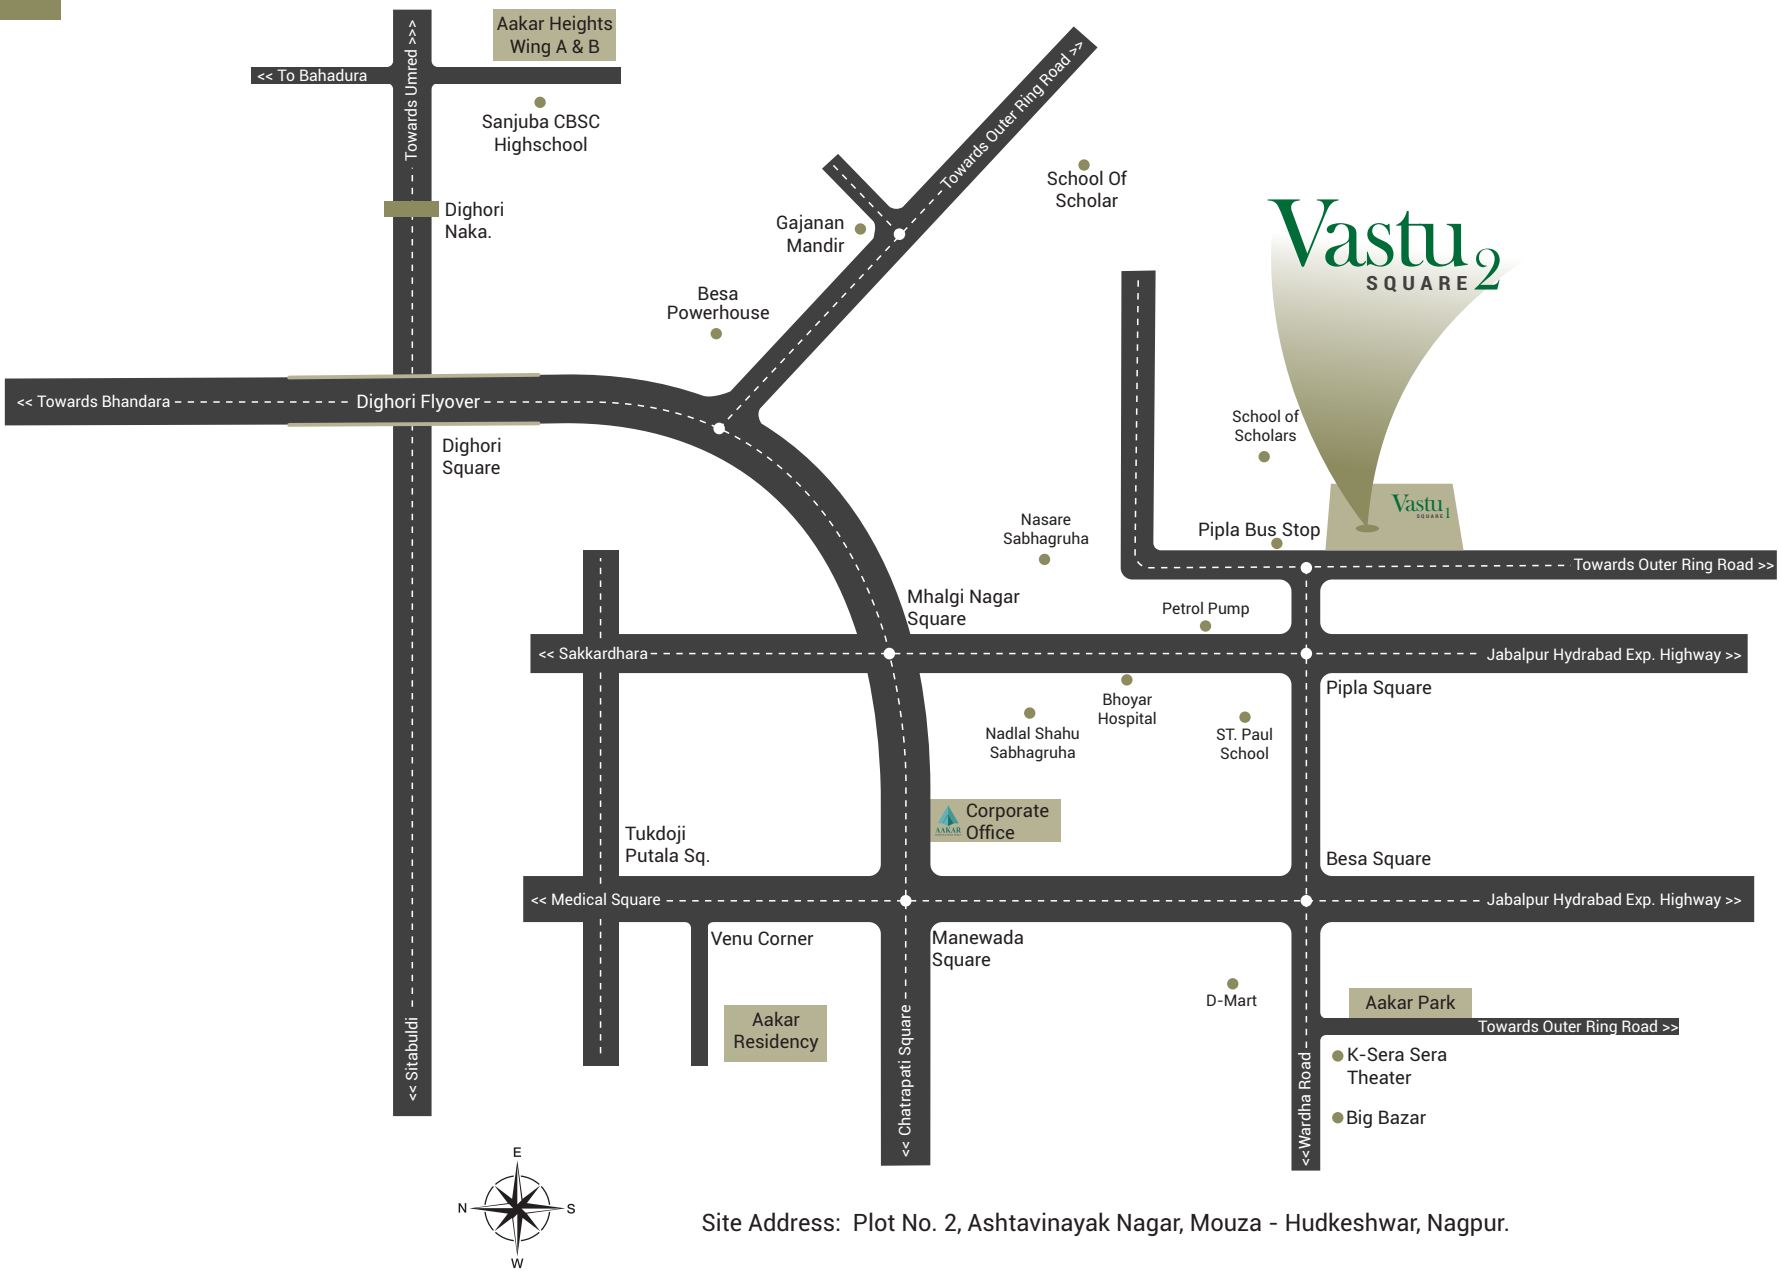 Aakar Heights
Wing A & B
<< To Bahadura
Towards Umred >>>
Sanjuba CBSC
Highschool
Towards Outer Ring Road >>
School Of
Scholar
Dighori
Naka.
Gajanan
Mandir
Vastu 2
SQUARE
Besa
Powerhouse
<< Towards Bhandara
Dighori Flyover
Dighori
Square
School of
Scholars
Vastu 1
SQUARE
Nasare
Sabhagruha
Pipla Bus Stop
Towards Outer Ring Road >>
Mhalgi Nagar
Square
Petrol Pump
<< Sakkardhara
Jabalpur Hydrabad Exp. Highway >>
Pipla Square
Bhoyar
Hospital
Nadlal Shahu
Sabhagruha
ST. Paul
School
AAKAR
Corporate
Office
Tukdoji
Putala Sq.
Besa Square
<< Medical Square
Jabalpur Hydrabad Exp. Highway >>
Venu Corner
Manewada
Square
D-Mart
Aakar Park
Aakar
Residency
Towards Outer Ring Road >>
<< Sitabuldi
<< Chatrapati Square
<< Wardha Road
K-Sera Sera
Theater
Big Bazar
E
N
S
W
Site Address: Plot No. 2, Ashtavinayak Nagar, Mouza - Hudkeshwar, Nagpur.